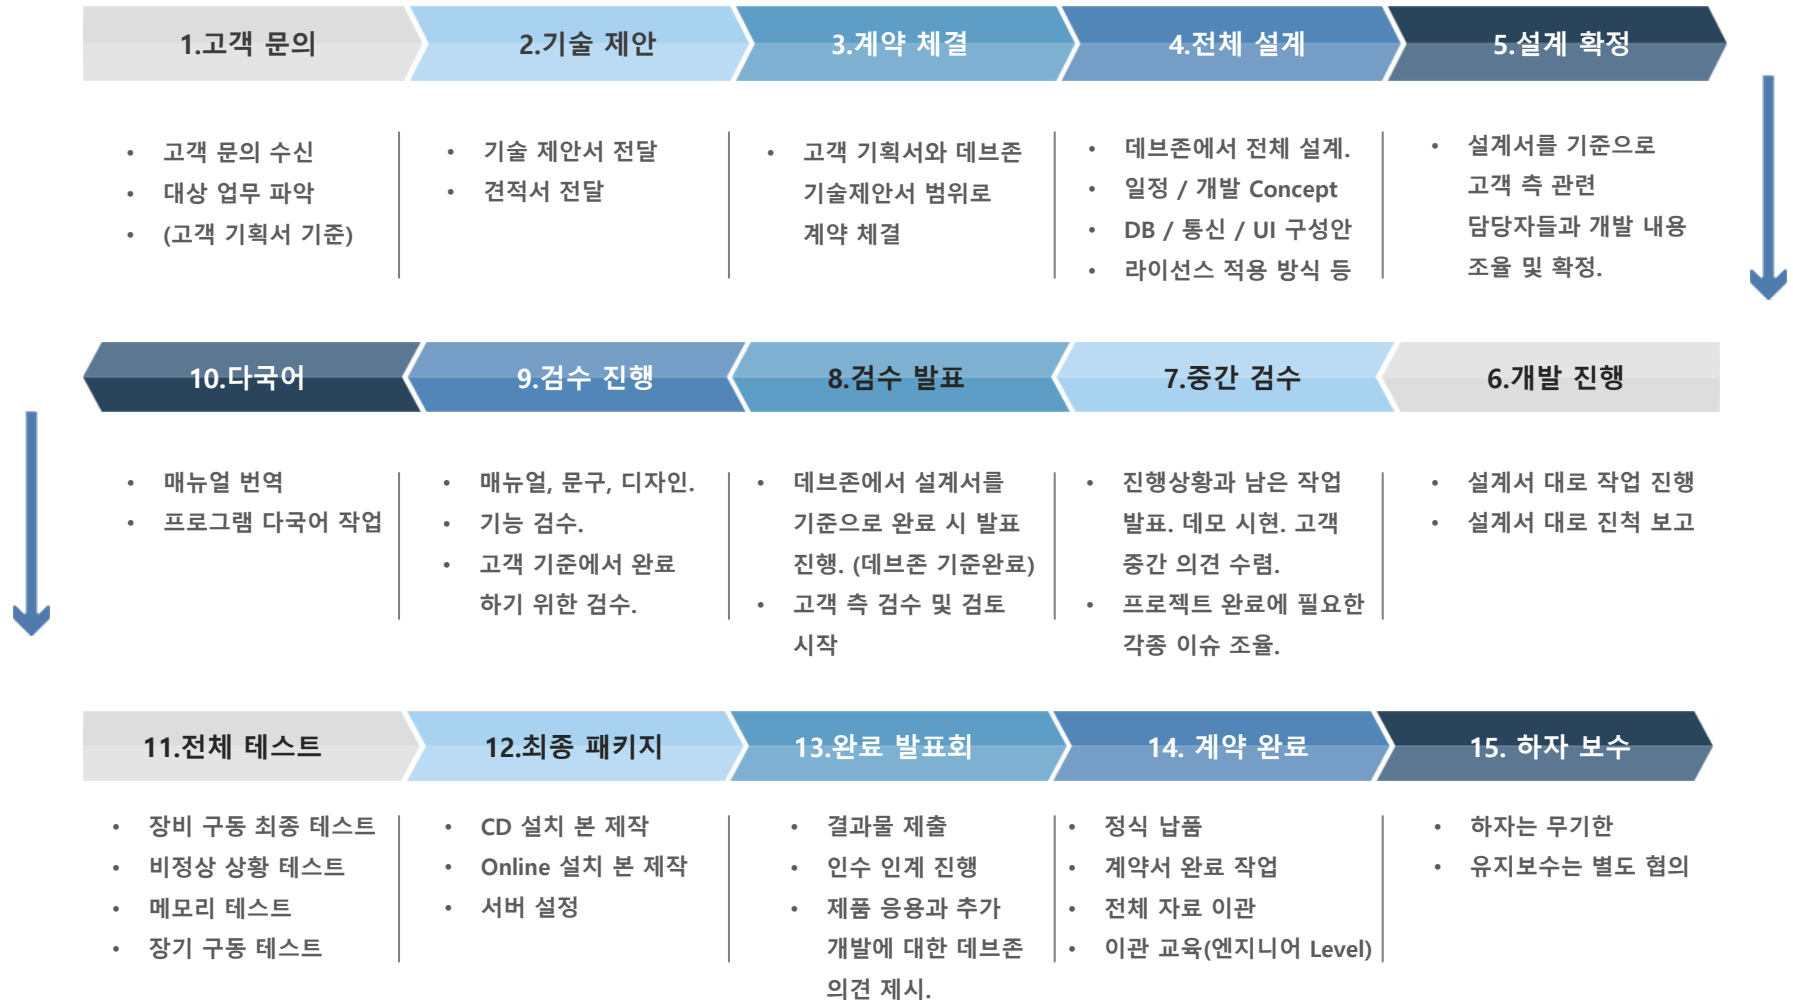 1.고객 문의
2.기술 제안
3.계약 체결
4.전체 설계
5.설계 확정
• 고객 문의 수신
• 대상 업무 파악
• (고객 기획서 기준)
• 기술 제안서 전달
• 견적서 전달
• 고객 기획서와 데브존
기술제안서 범위로
계약 체결
• 데브존에서 전체 설계.
• 일정 / 개발 Concept
• DB / 통신 / UI 구성안
• 라이선스 적용 방식 등
• 설계서를 기준으로
고객 측 관련
담당자들과 개발 내용
조율 및 확정.
10.다국어
9.검수 진행
8.검수 발표
7.중간 검수
6.개발 진행
• 매뉴얼 번역
• 프로그램 다국어 작업
• 매뉴얼, 문구, 디자인.
• 기능 검수.
• 고객 기준에서 완료
하기 위한 검수.
• 데브존에서 설계서를
기준으로 완료 시 발표
진행. (데브존 기준완료)
• 고객 측 검수 및 검토
시작
• 진행상황과 남은 작업
발표. 데모 시현. 고객
중간 의견 수렴.
• 프로젝트 완료에 필요한
각종 이슈 조율.
• 설계서 대로 작업 진행
• 설계서 대로 진척 보고
11.전체 테스트
12.최종 패키지
13.완료 발표회
14. 계약 완료
15. 하자 보수
• 장비 구동 최종 테스트
• 비정상 상황 테스트
• 메모리 테스트
• 장기 구동 테스트
• CD 설치 본 제작
• Online 설치 본 제작
• 서버 설정
• 결과물 제출
• 인수 인계 진행
• 제품 응용과 추가
개발에 대한 데브존
의견 제시.
• 정식 납품
• 계약서 완료 작업
• 전체 자료 이관
• 이관 교육(엔지니어 Level)
• 하자는 무기한
• 유지보수는 별도 협의